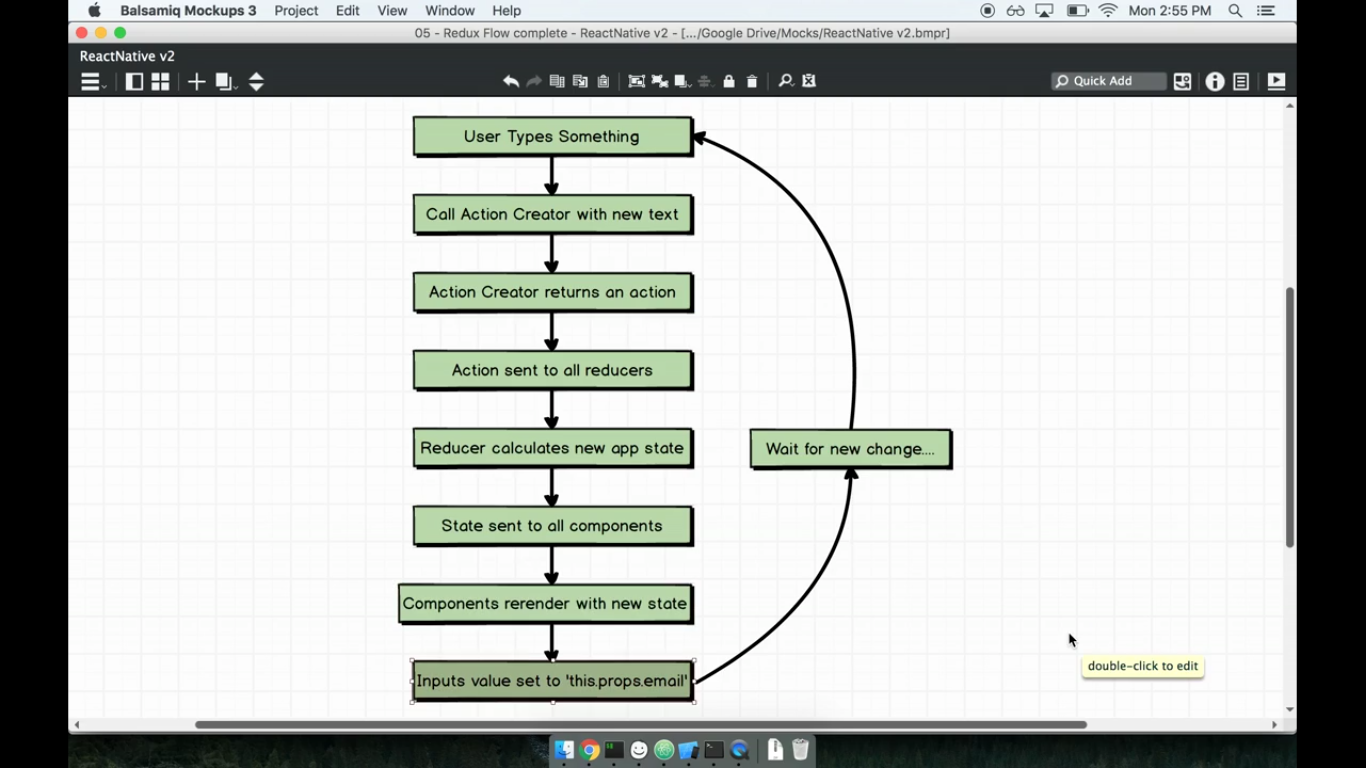 Balsamiq Mockups 3 Project Edit View Window Help Mon 2:55 PM
05 - Redux Flow complete - ReactNative v2 - [.../Google Drive/Mocks/ReactNative v2.bmpr]
ReactNative v2
Quick Add
User Types Something
Call Action Creator with new text
Action Creator returns an action
Action sent to all reducers
Reducer calculates new app state
Wait for new change....
State sent to all components
Components rerender with new state
Inputs value set to 'this.props.email'
double-click to edit